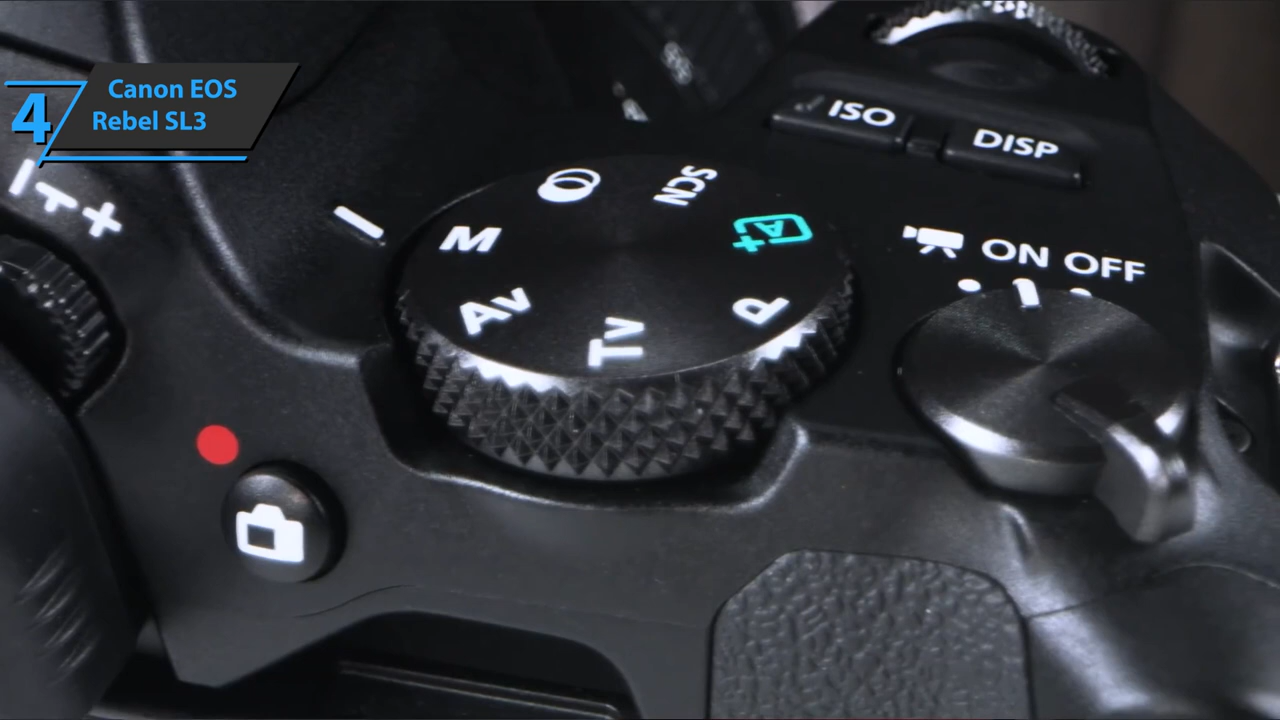 4
Canon EOS
Rebel SL3
ISO
DISP
ON OFF
SCN
A+
M
Av
Tv
P